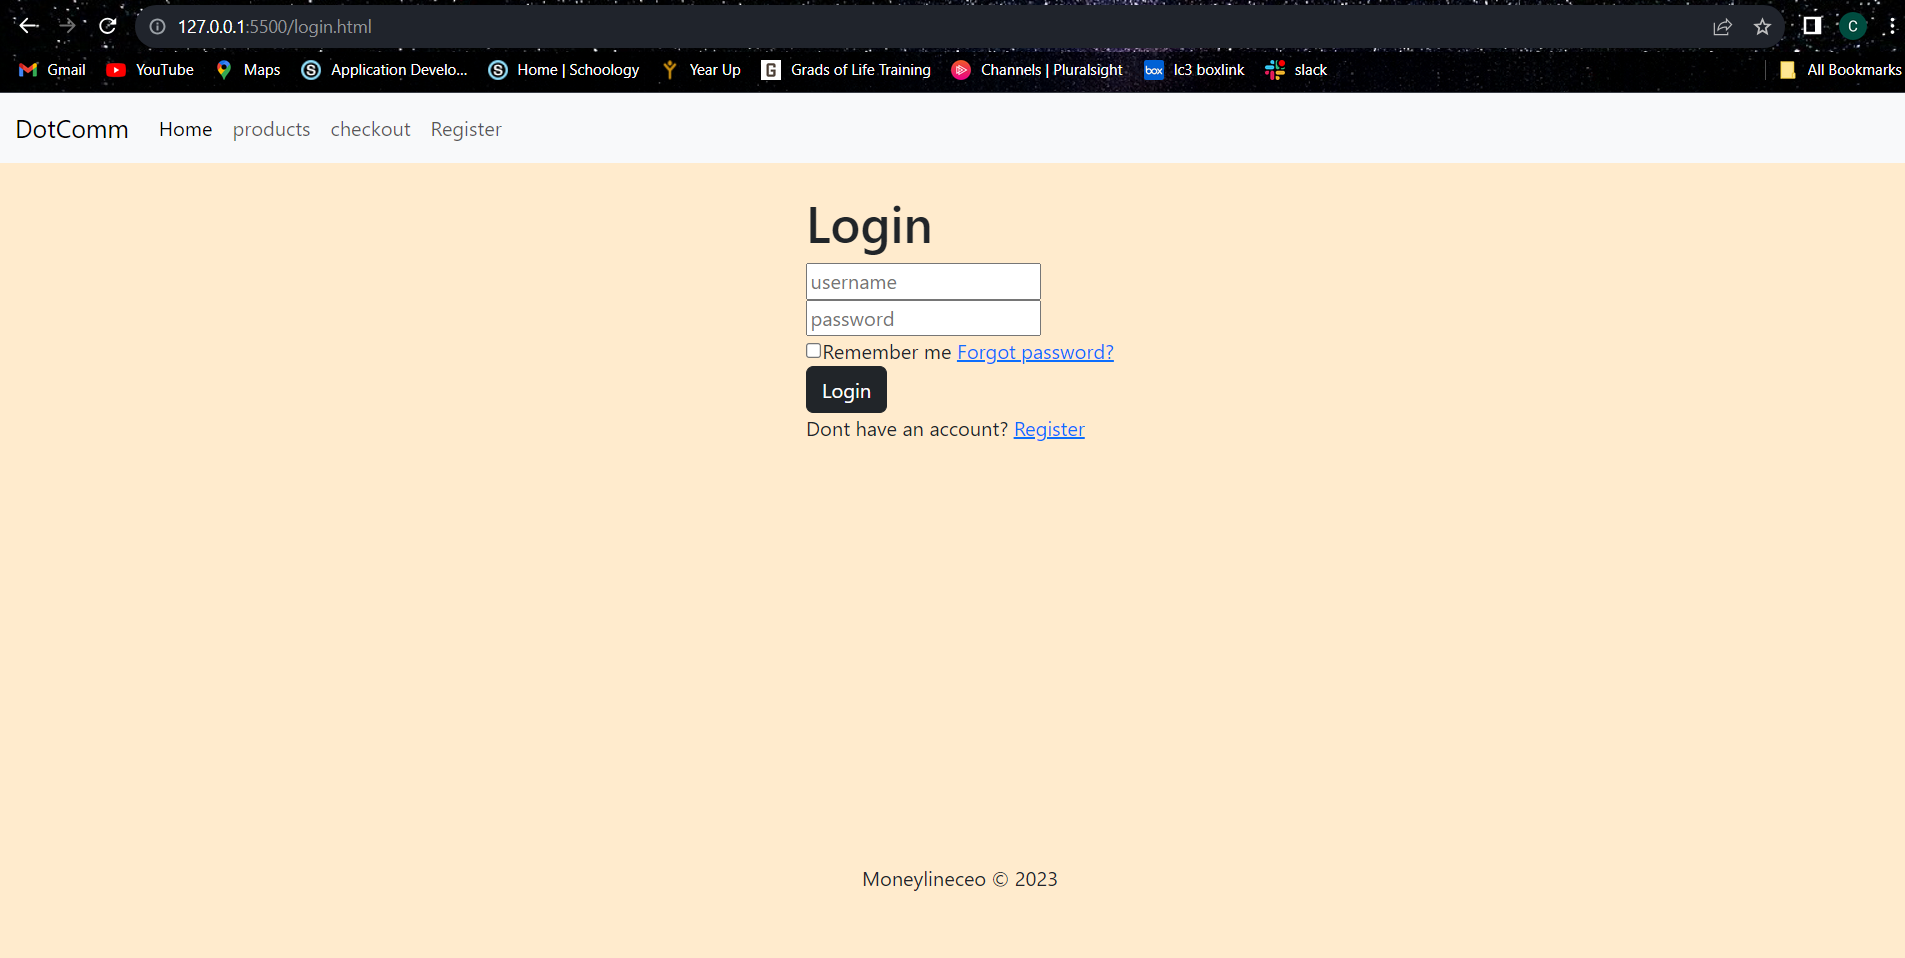 127.0.0.1:5500/login.html
C
Gmail YouTube Maps Application Develo... Home | Schoology Year Up G Grads of Life Training Channels | Pluralsight box lc3 boxlink slack All Bookmarks
DotComm Home products checkout Register
Login
username
password
Remember me Forgot password?
Login
Dont have an account? Register
Moneylineceo © 2023